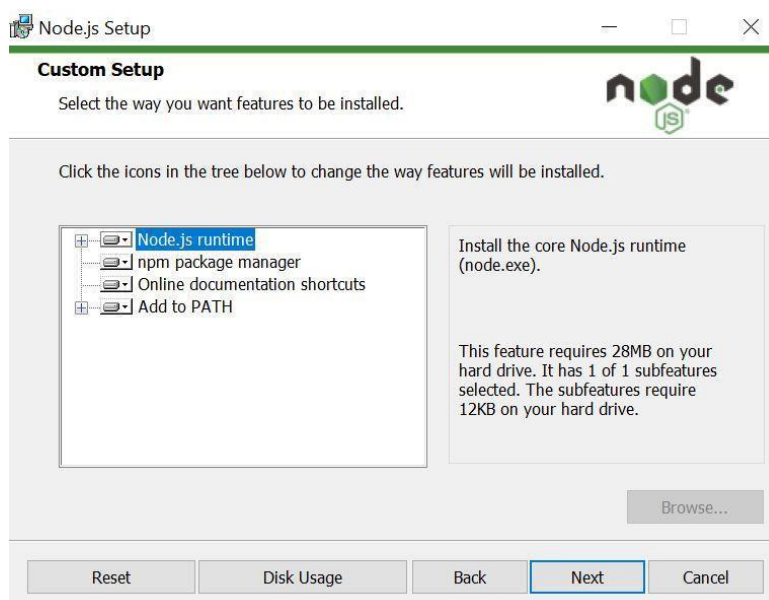 Node.js Setup
Custom Setup
Select the way you want features to be installed.
node
JS
Click the icons in the tree below to change the way features will be installed.
Node.js runtime
npm package manager
Online documentation shortcuts
Add to PATH
Install the core Node.js runtime
(node.exe).
This feature requires 28MB on your
hard drive. It has 1 of 1 subfeatures
selected. The subfeatures require
12KB on your hard drive.
Browse...
Reset
Disk Usage
Back
Next
Cancel